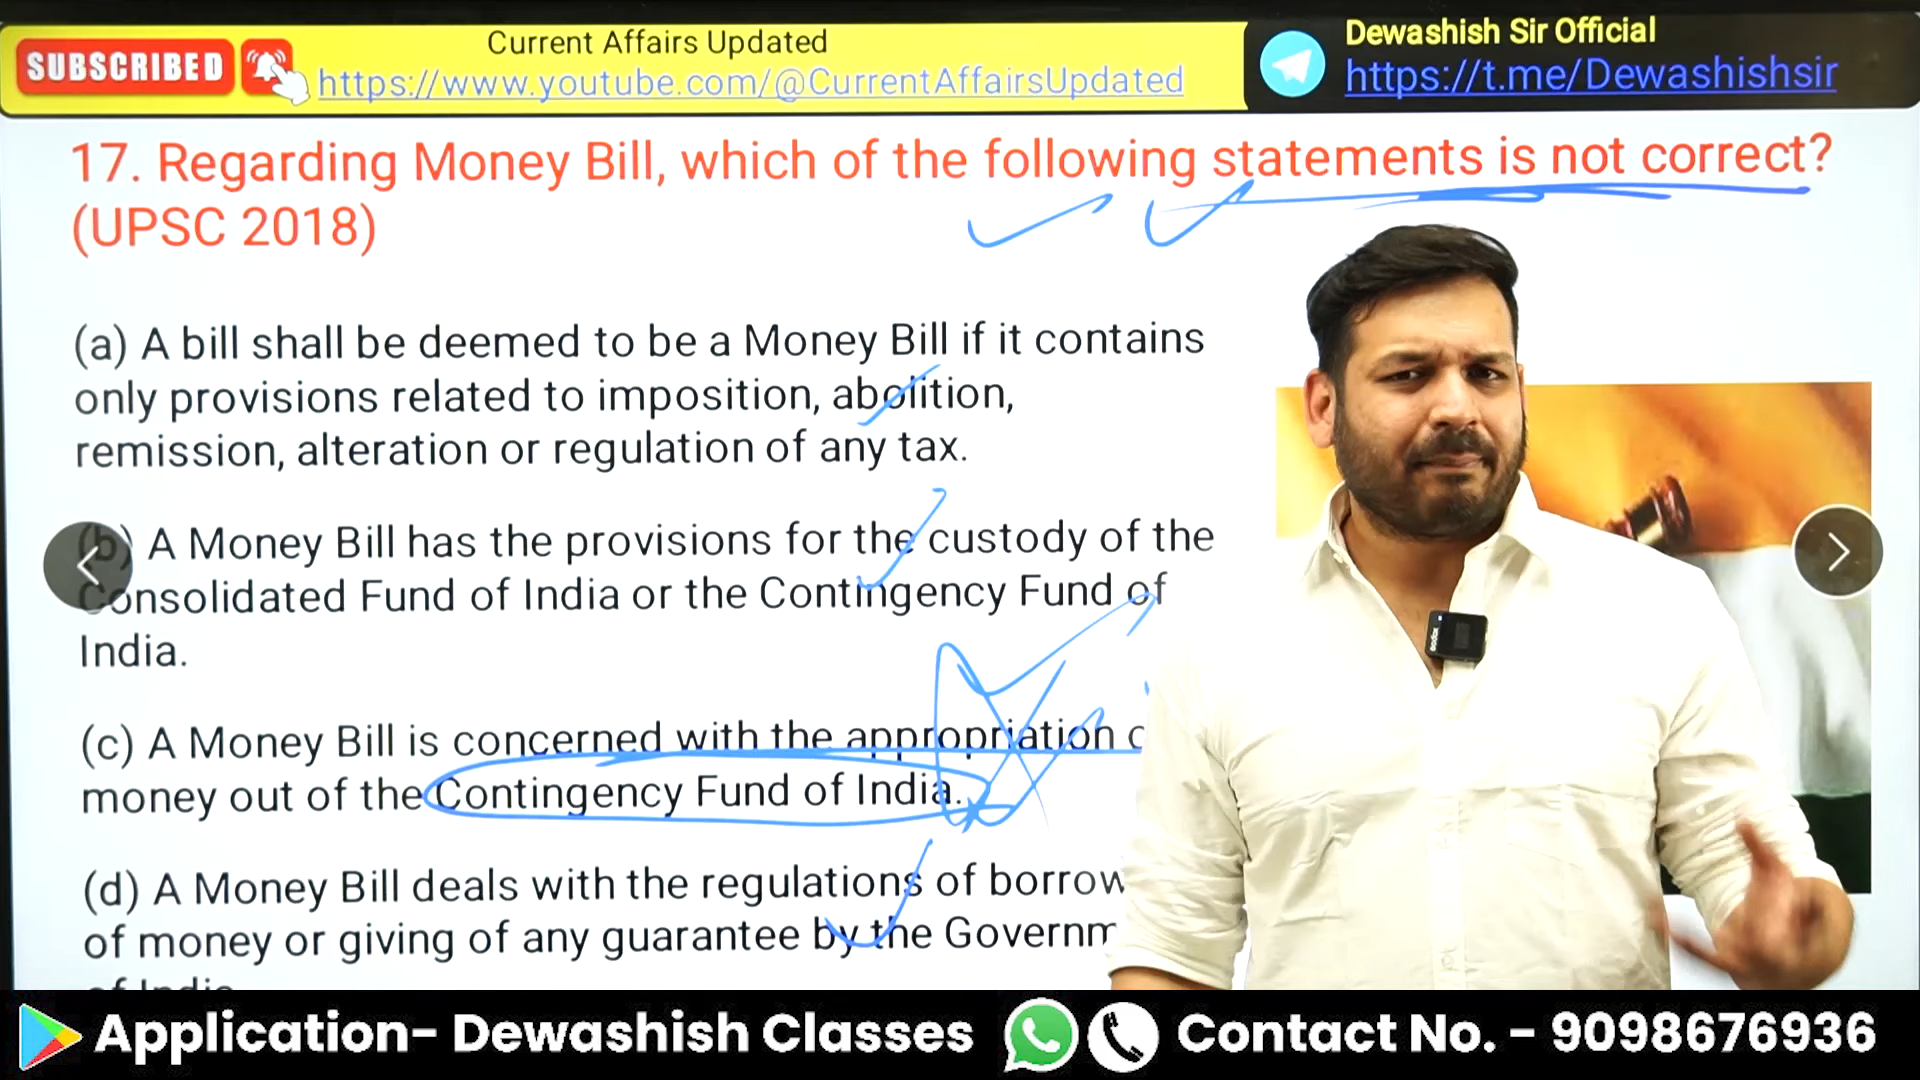 SUBSCRIBED
Current Affairs Updated
https://www.youtube.com/@CurrentAffairsUpdated
Dewashish Sir Official
https://t.me/Dewashishsir
17. Regarding Money Bill, which of the following statements is not correct?
(UPSC 2018)
(a) A bill shall be deemed to be a Money Bill if it contains
only provisions related to imposition, abolition,
remission, alteration or regulation of any tax.
(b) A Money Bill has the provisions for the custody of the
Consolidated Fund of India or the Contingency Fund of
India.
(c) A Money Bill is concerned with the appropriation
money out of the Contingency Fund of India.
(d) A Money Bill deals with the regulations of borrow
of money or giving of any guarantee by the Governm
Application- Dewashish Classes
Contact No. - 9098676936